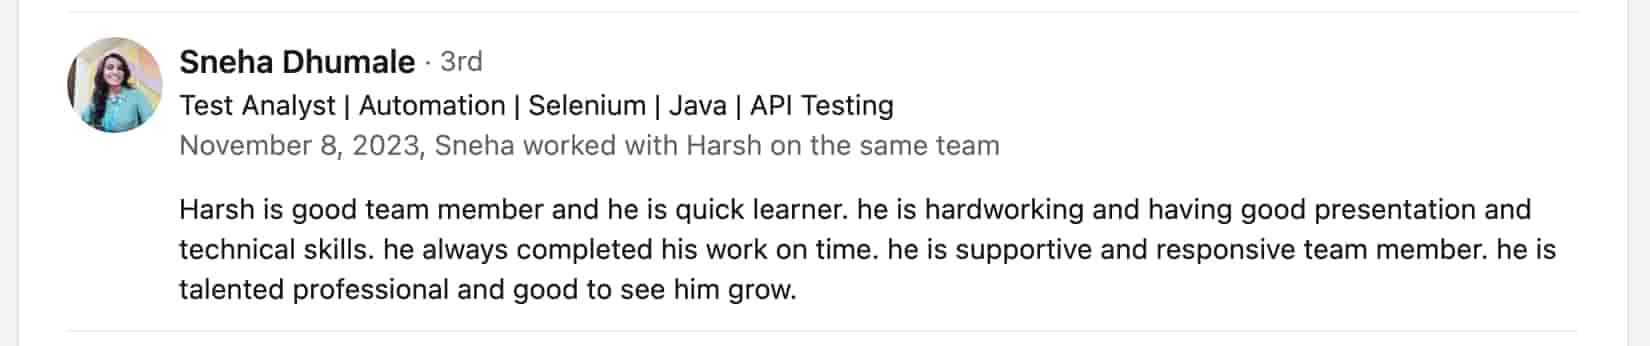 Sneha Dhumale · 3rd
Test Analyst | Automation | Selenium | Java | API Testing
November 8, 2023, Sneha worked with Harsh on the same team
Harsh is good team member and he is quick learner. he is hardworking and having good presentation and
technical skills. he always completed his work on time. he is supportive and responsive team member. he is
talented professional and good to see him grow.